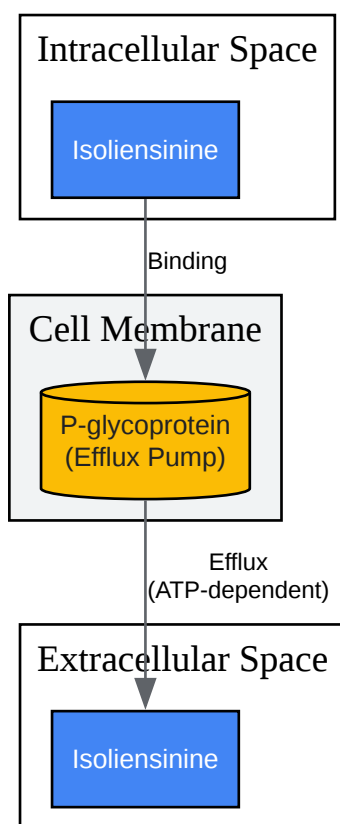 Intracellular Space
Isoliensinine
Binding
Cell Membrane
P-glycoprotein
(Efflux Pump)
Efflux
(ATP-dependent)
Extracellular Space
Isoliensinine